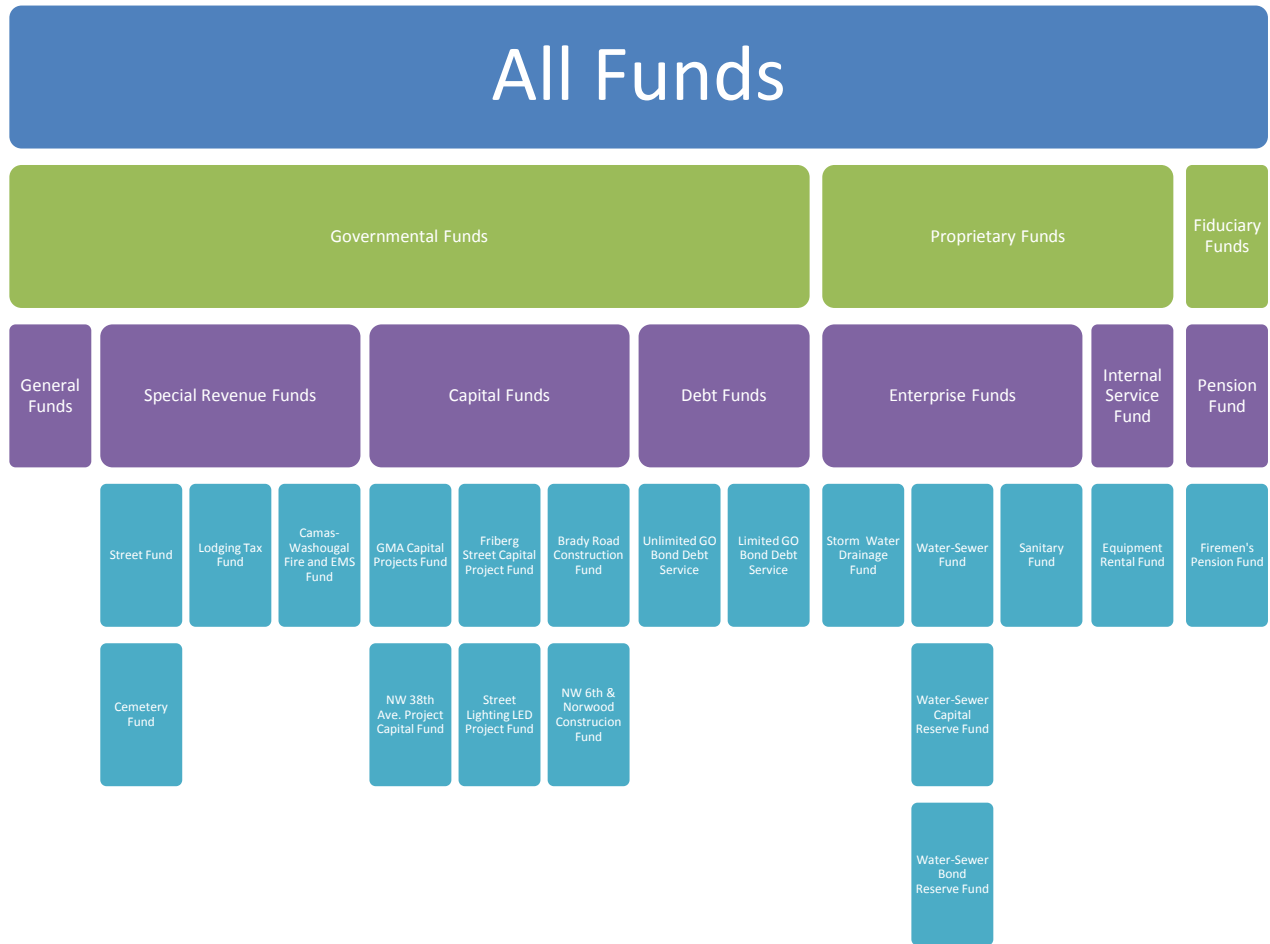 All Funds
Governmental Funds
Proprietary Funds
Fiduciary
Funds
General
Funds
Special Revenue Funds
Capital Funds
Debt Funds
Enterprise Funds
Internal
Service
Fund
Pension
Fund
Street Fund
Lodging Tax
Fund
Camas-
Washougal
Fire and EMS
Fund
GMA Capital
Projects Fund
Friberg
Street Capital
Project Fund
Brady Road
Construction
Fund
Unlimited GO
Bond Debt
Service
Limited GO
Bond Debt
Service
Storm Water
Drainage
Fund
Water-Sewer
Fund
Sanitary
Fund
Equipment
Rental Fund
Firemen's
Pension Fund
Cemetery
Fund
NW 38th
Ave. Project
Capital Fund
Street
Lighting LED
Project Fund
NW 6th &
Norwood
Construcion
Fund
Water-Sewer
Capital
Reserve Fund
Water-Sewer
Bond
Reserve Fund